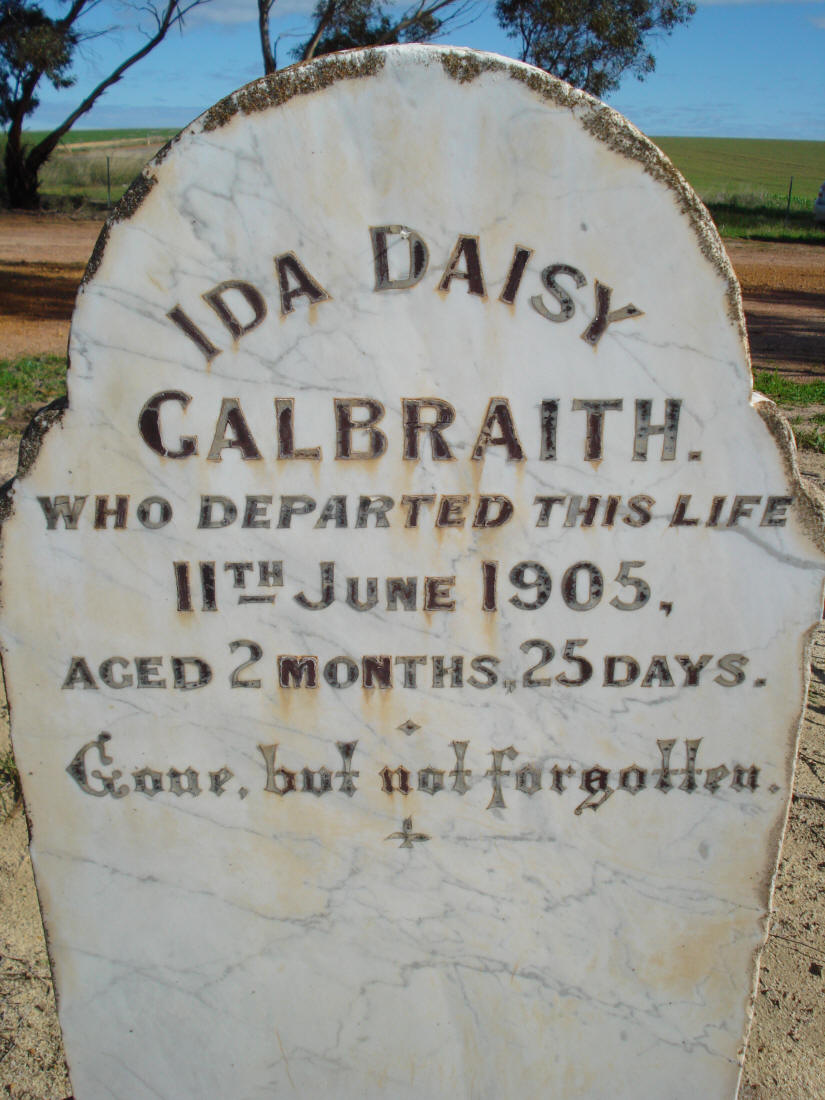 IDA DAISY
GALBRAITH.
WHO DEPARTED THIS LIFE
11TH JUNE 1905,
AGED 2 MONTHS, 25 DAYS.
Gone, but not forgotten.